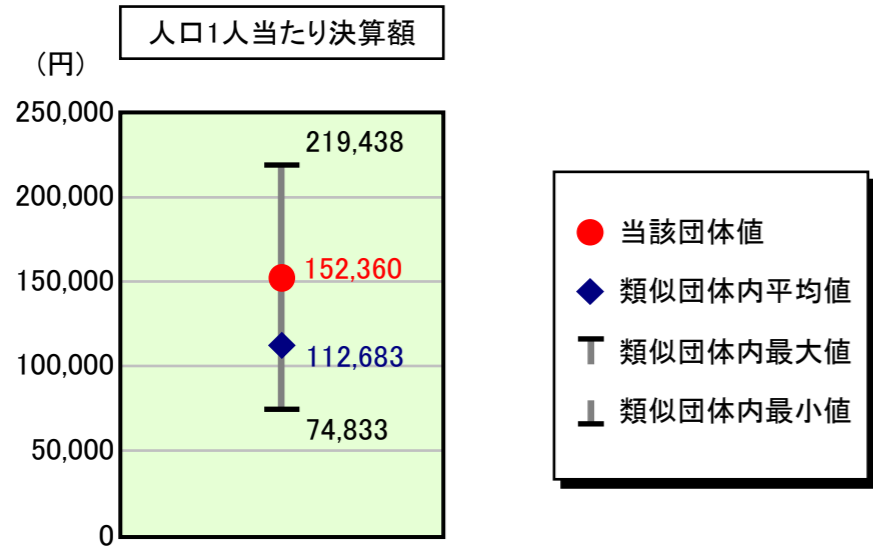 人口1人当たり決算額
(円)
250,000
200,000
150,000
100,000
50,000
0
219,438
152,360
112,683
74,833
当該団体値
類似団体内平均値
類似団体内最大値
類似団体内最小値